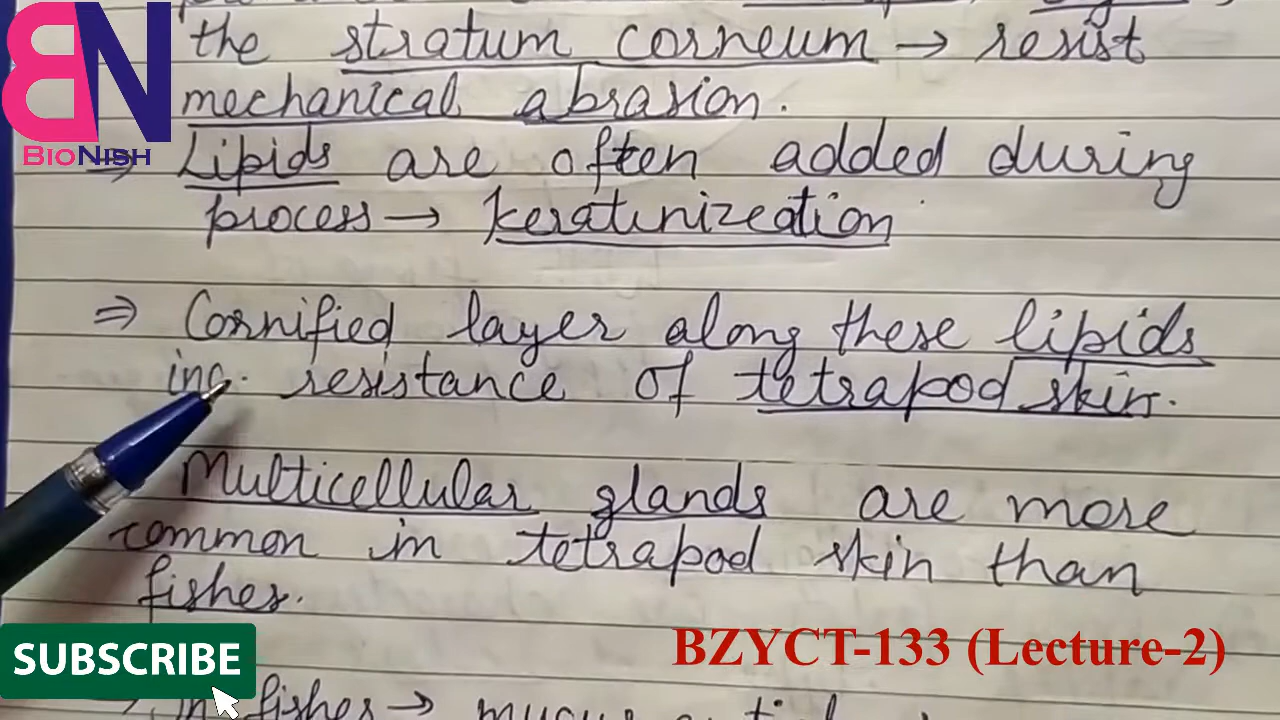 BN
BIONISH
the stratum corneum → resist
mechanical abrasion.
⇒ Lipids are often added during
process → keratinization
⇒ Cornified layer along these lipids
inc. resistance of tetrapod skin.
Multicellular glands are more
common in tetrapod skin than
fishes.
SUBSCRIBE
BZYCT-133 (Lecture-2)
fishes → mucus